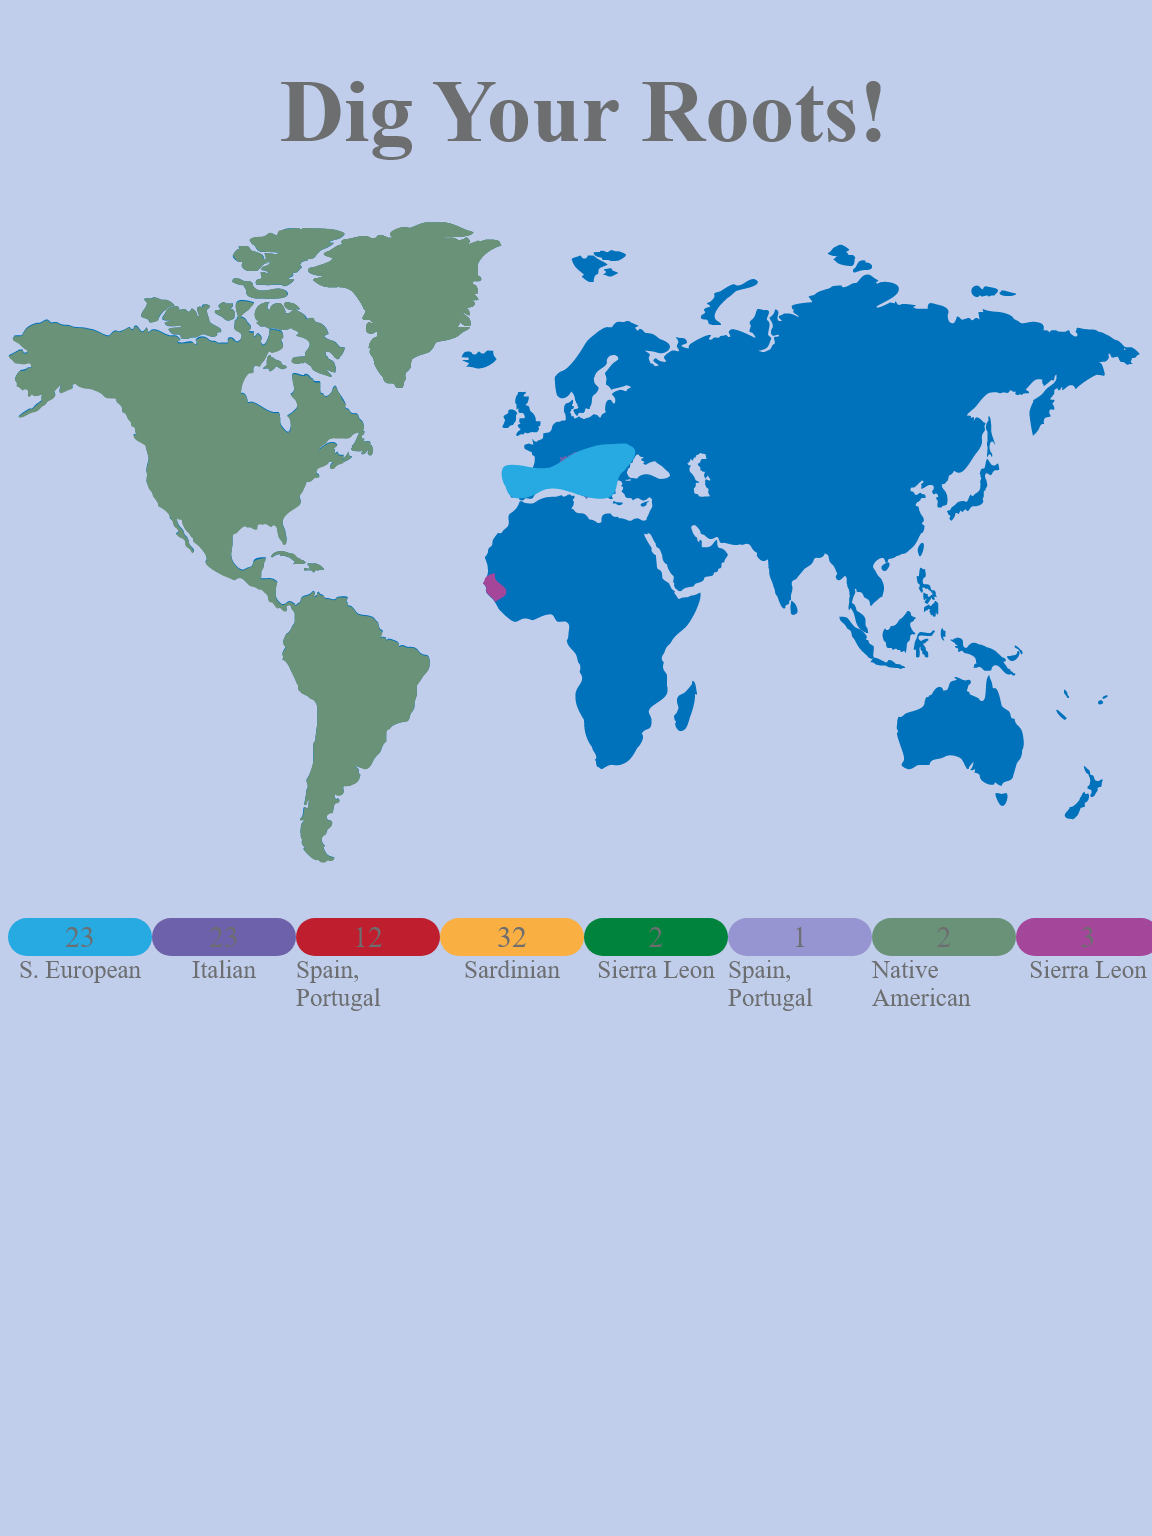 Dig Your Roots!
23 23 12 32 2 1 2 3
S. European Italian Spain, Sardinian Sierra Leon Spain, Native Sierra Leon
Portugal Portugal American